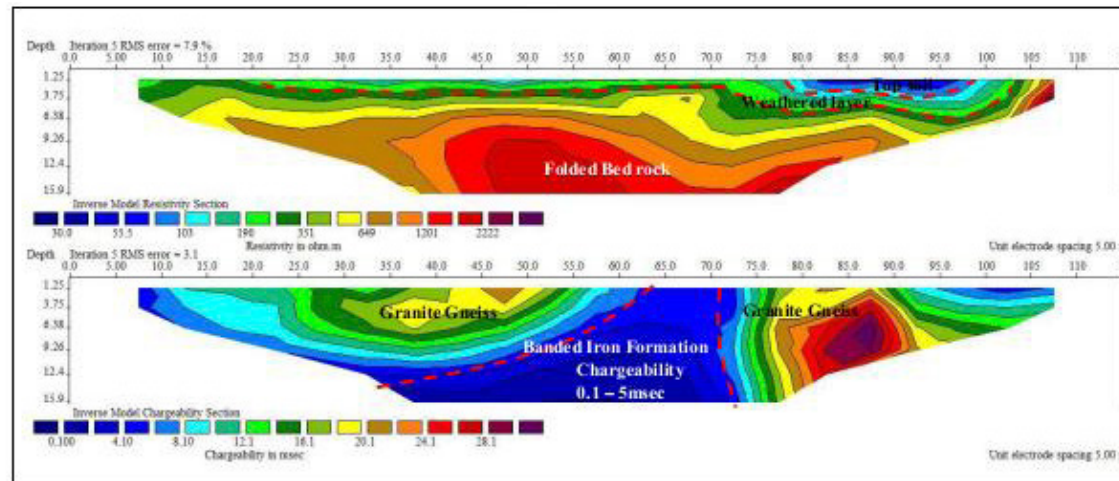 Depth Iteration 5 RMS error = 7.9 %
0.0 5.00 10.0 15.0 20.0 25.0 30.0 35.0 40.0 45.0 50.0 55.0 60.0 65.0 70.0 75.0 80.0 85.0 90.0 95.0 100 105 110
1.25
Top soil
3.75
Weathered layer
6.38
9.26
12.4
Folded Bed rock
15.9
Inverse Model Resistivity Section
30.0 55.5 103 190 351 649 1201 2222
Resistivity in ohm.m
Unit electrode spacing 5.00
Depth Iteration 5 RMS error = 3.1
0.0 5.00 10.0 15.0 20.0 25.0 30.0 35.0 40.0 45.0 50.0 55.0 60.0 65.0 70.0 75.0 80.0 85.0 90.0 95.0 100 105 110
1.25
3.75
Granite Gneiss Granite Gneiss
6.38
9.26
Banded Iron Formation
12.4
Chargeability
15.9
0.1 – 5msec
Inverse Model Chargeability Section
0.100 4.10 8.10 12.1 16.1 20.1 24.1 28.1
Chargeability in msec
Unit electrode spacing 5.00